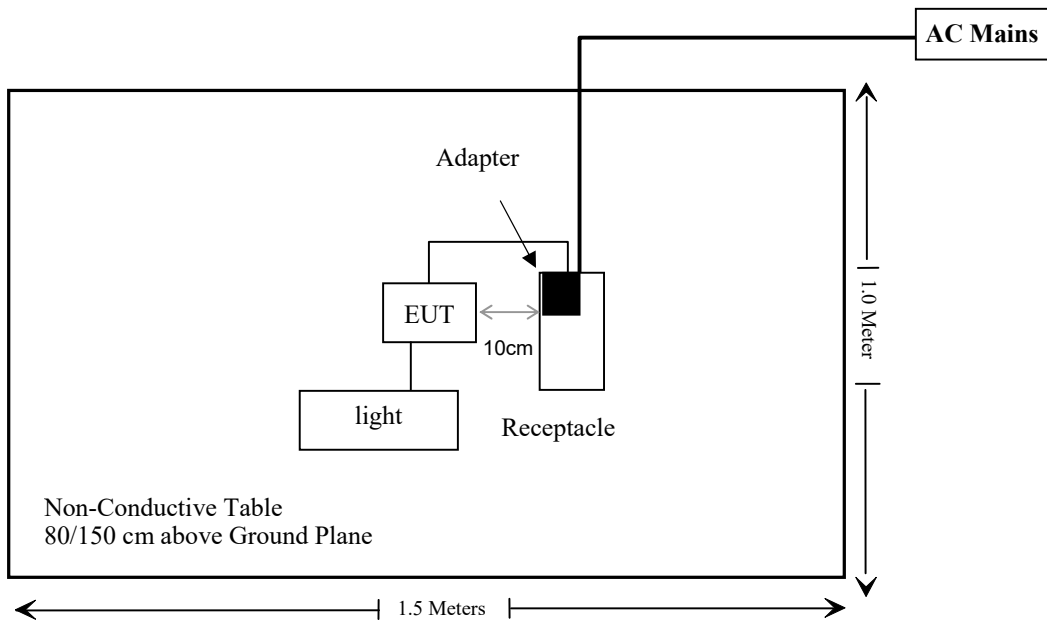 AC Mains
Adapter
EUT
10cm
1.0 Meter
light
Receptacle
Non-Conductive Table
80/150 cm above Ground Plane
1.5 Meters